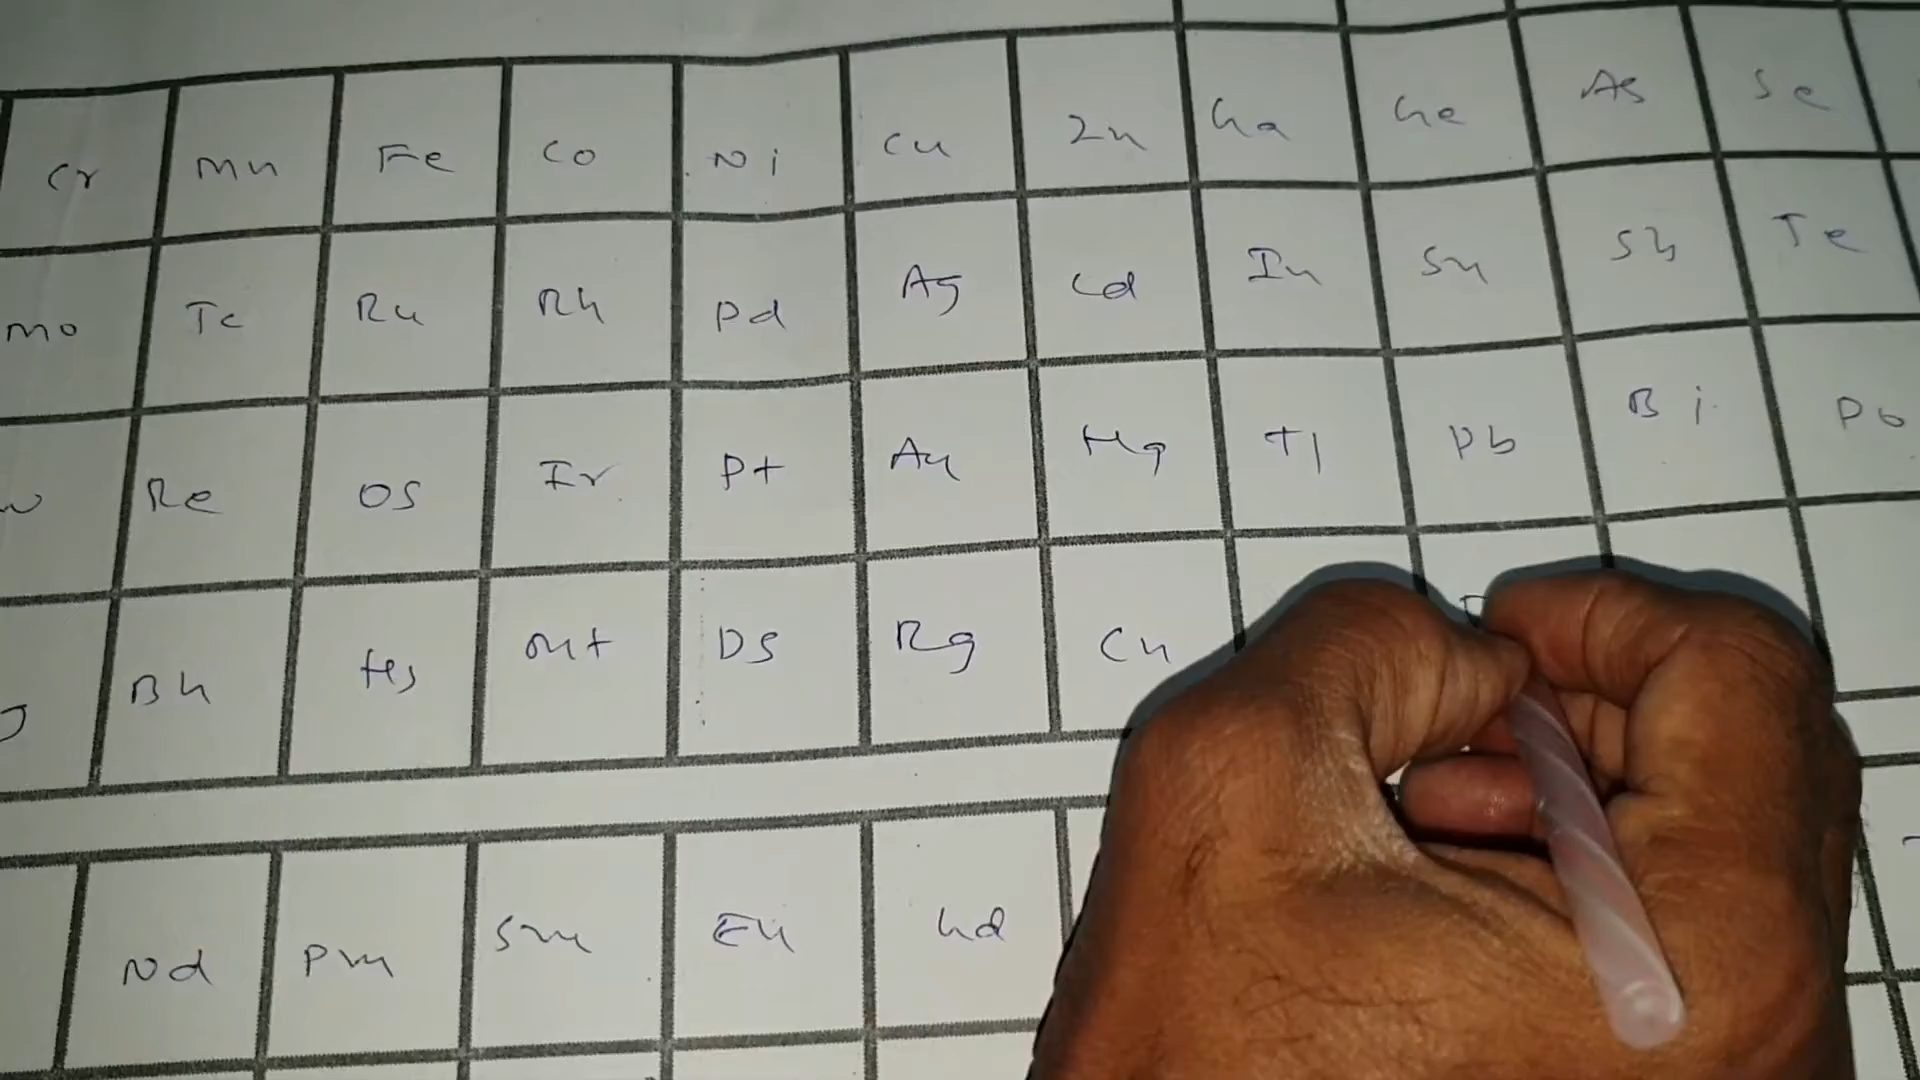 Cr Mn Fe Co Ni Cu Zn Ga Ge As Se
Mo Tc Ru Rh Pd Ag Cd In Sn Sb Te
W Re Os Ir Pt Au Hg Tl Pb Bi Po
Bh Hs Mt Ds Rg Cn
Nd Pm Sm Eu Gd